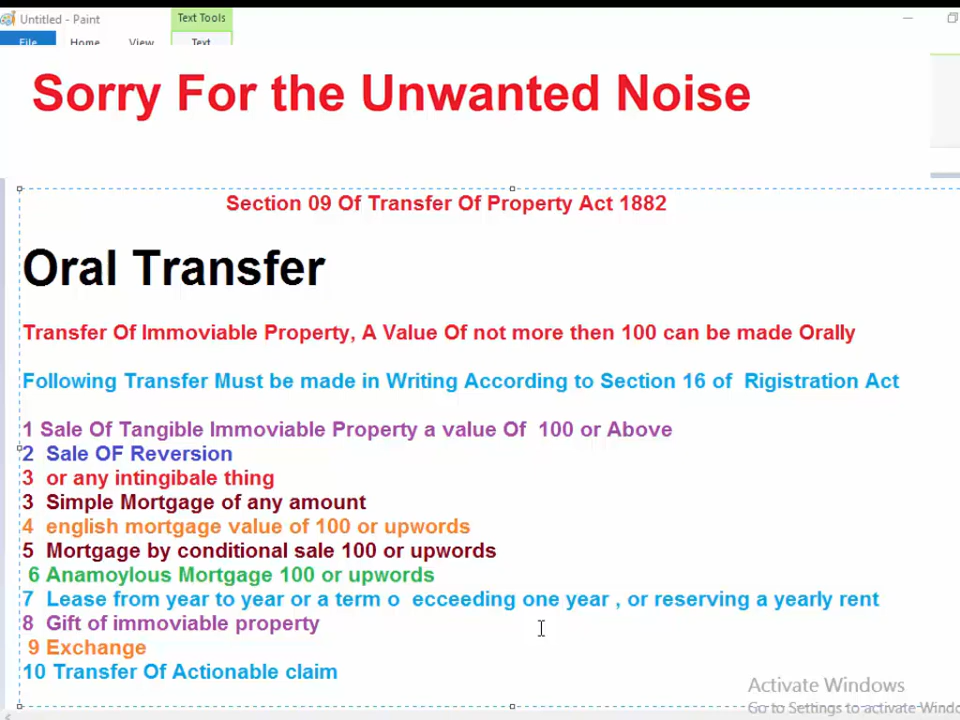 Untitled - Paint
Text Tools
File Home View Text
Sorry For the Unwanted Noise
Section 09 Of Transfer Of Property Act 1882
Oral Transfer
Transfer Of Immoviable Property, A Value Of not more then 100 can be made Orally
Following Transfer Must be made in Writing According to Section 16 of Rigistration Act
1 Sale Of Tangible Immoviable Property a value Of 100 or Above
2 Sale OF Reversion
3 or any intingibale thing
3 Simple Mortgage of any amount
4 english mortgage value of 100 or upwords
5 Mortgage by conditional sale 100 or upwords
6 Anamoylous Mortgage 100 or upwords
7 Lease from year to year or a term o ecceeding one year , or reserving a yearly rent
8 Gift of immoviable property
9 Exchange
10 Transfer Of Actionable claim
Activate Windows
Go to Settings to activate Windo